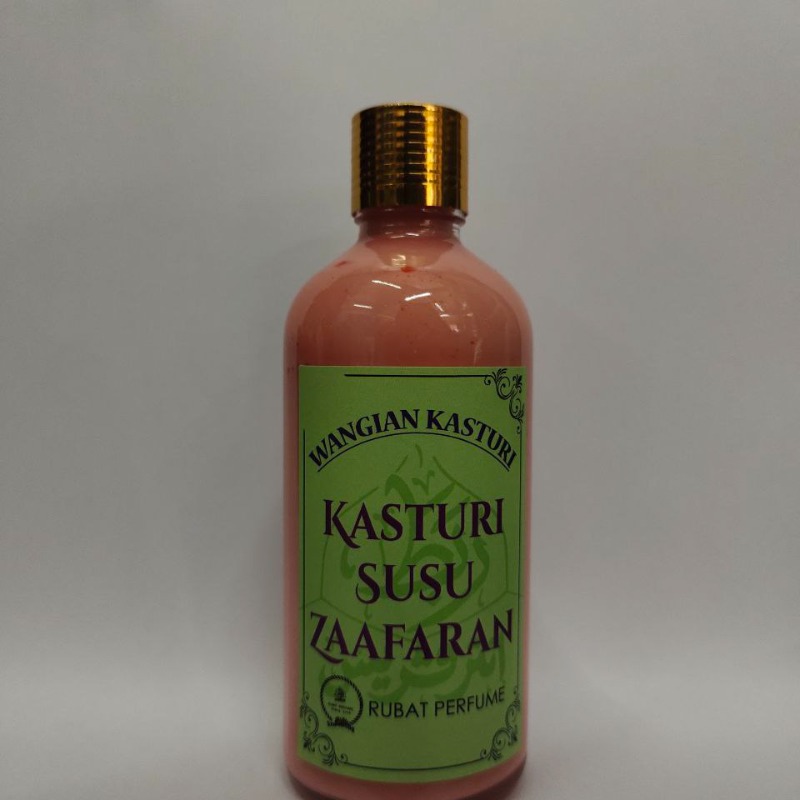 WANGIAN KASTURI
KASTURI
SUSU
ZAAFARAN
RUBAT PERFUME